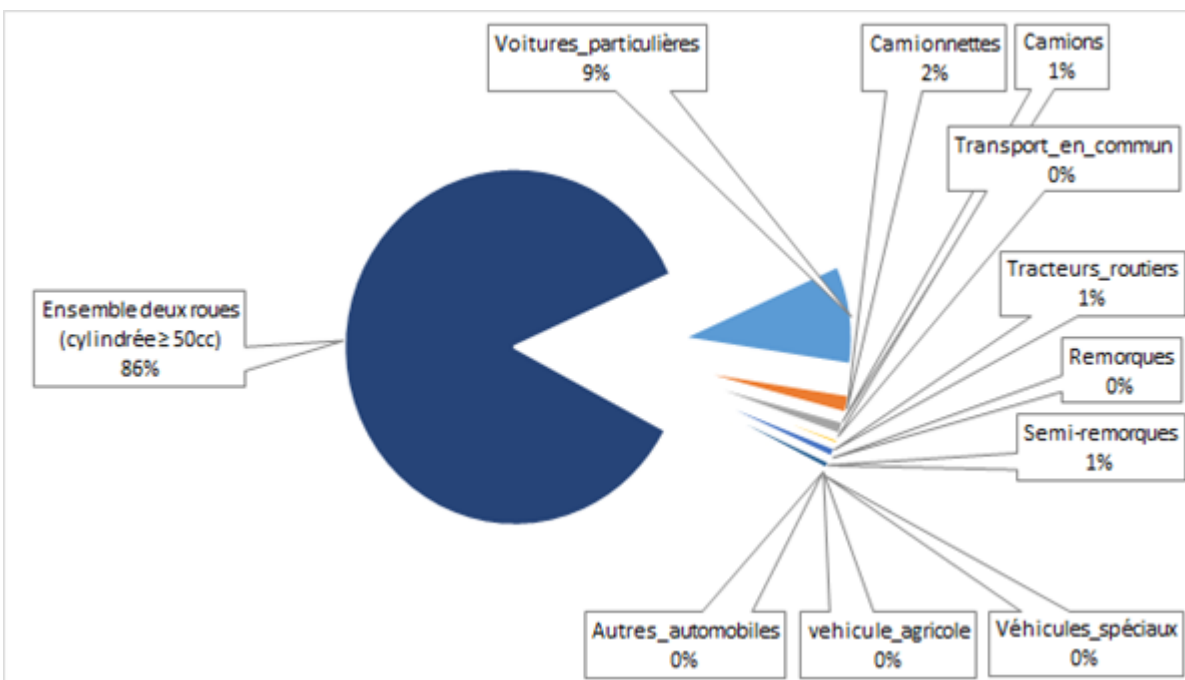 Voitures_particulières
9%
Camionnettes
2%
Camions
1%
Transport_en_commun
0%
Tracteurs_routiers
1%
Remorques
0%
Semi-remorques
1%
Ensemble deux roues
(cylindrée ≥ 50cc)
86%
Autres_automobiles
0%
vehicule_agricole
0%
Véhicules_spéciaux
0%